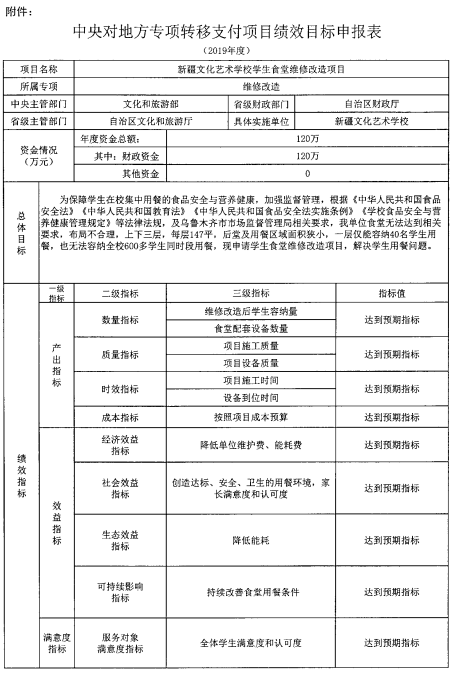 附件：
中央对地方专项转移支付项目绩效目标申报表
（2019年度）
项目名称 新疆文化艺术学校学生食堂维修改造项目
所属专项 维修改造
中央主管部门 文化和旅游部 省级财政部门 自治区财政厅
省级主管部门 自治区文化和旅游厅 具体实施单位 新疆文化艺术学校
资金情况
（万元）
年度资金总额： 120万
其中：财政资金 120万
其他资金 0
总体目标
为保障学生在校集中用餐的食品安全与营养健康，加强监督管理，根据《中华人民共和国食品
安全法》《中华人民共和国教育法》《中华人民共和国食品安全法实施条例》《学校食品安全与营
养健康管理规定》等法律法规，及乌鲁木齐市市场监督管理局相关要求，我单位食堂无法达到相关
要求，布局不合理，上下三层，每层147平，后堂及用餐区域面积狭小，一层仅能容纳40名学生用
餐，也无法容纳全校600多学生同时段用餐，现申请学生食堂维修改造项目，解决学生用餐问题。
绩效指标
一级
指标
二级指标 三级指标 指标值
产出指标
数量指标
维修改造后学生容纳量
食堂配套设备数量
达到预期指标
质量指标
项目施工质量
项目设备质量
达到预期指标
时效指标
项目施工时间
设备到位时间
达到预期指标
成本指标 按照项目成本预算 达到预期指标
效益指标
经济效益
指标
降低单位维护费、能耗费 达到预期指标
社会效益
指标
创造达标、安全、卫生的用餐环境，家
长满意度和认可度
达到预期指标
生态效益
指标
降低能耗 达到预期指标
可持续影响
指标
持续改善食堂用餐条件 达到预期指标
满意度
指标
服务对象
满意度指标
全体学生满意度和认可度 达到预期指标